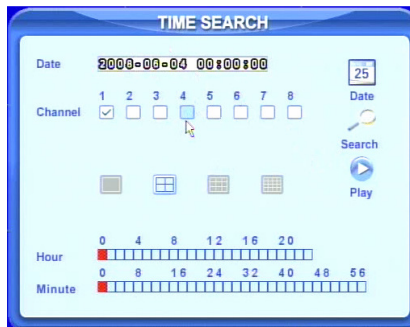 TIME SEARCH
Date 2008-08-04 00:00:00
25
Date
1 2 3 4 5 6 7 8
Channel
Search
Play
0 4 8 12 16 20
Hour
0 8 16 24 32 40 48 56
Minute